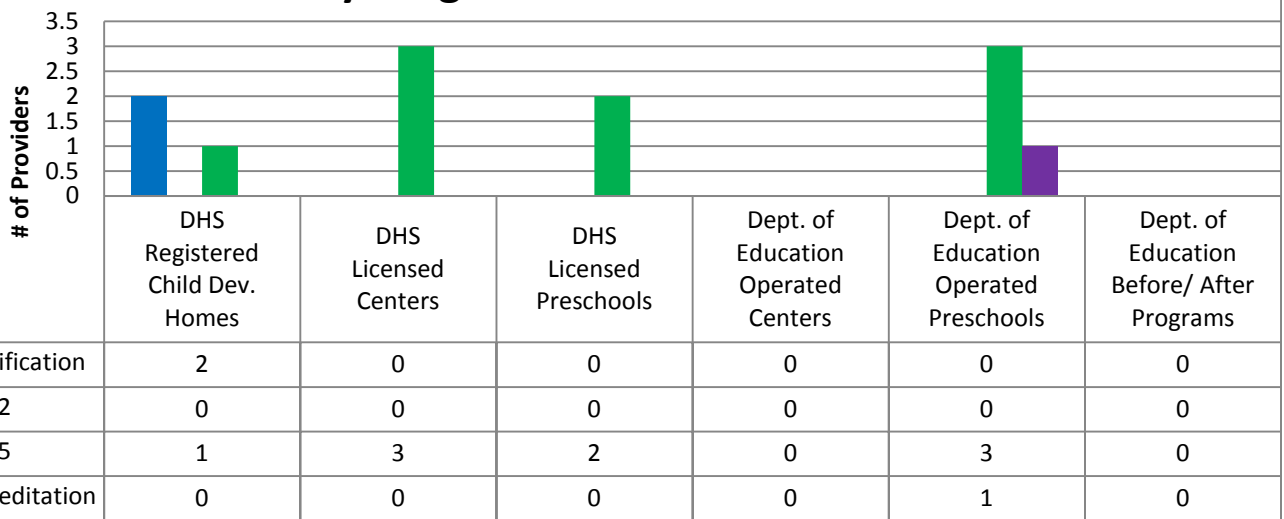 3.5
3
2.5
2
1.5
1
0.5
0
# of Providers
DHS
Registered
Child Dev.
Homes
DHS
Licensed
Centers
DHS
Licensed
Preschools
Dept. of
Education
Operated
Centers
Dept. of
Education
Operated
Preschools
Dept. of
Education
Before/ After
Programs
ification 2 0 0 0 0 0
2 0 0 0 0 0 0
5 1 3 2 0 3 0
editation 0 0 0 0 1 0